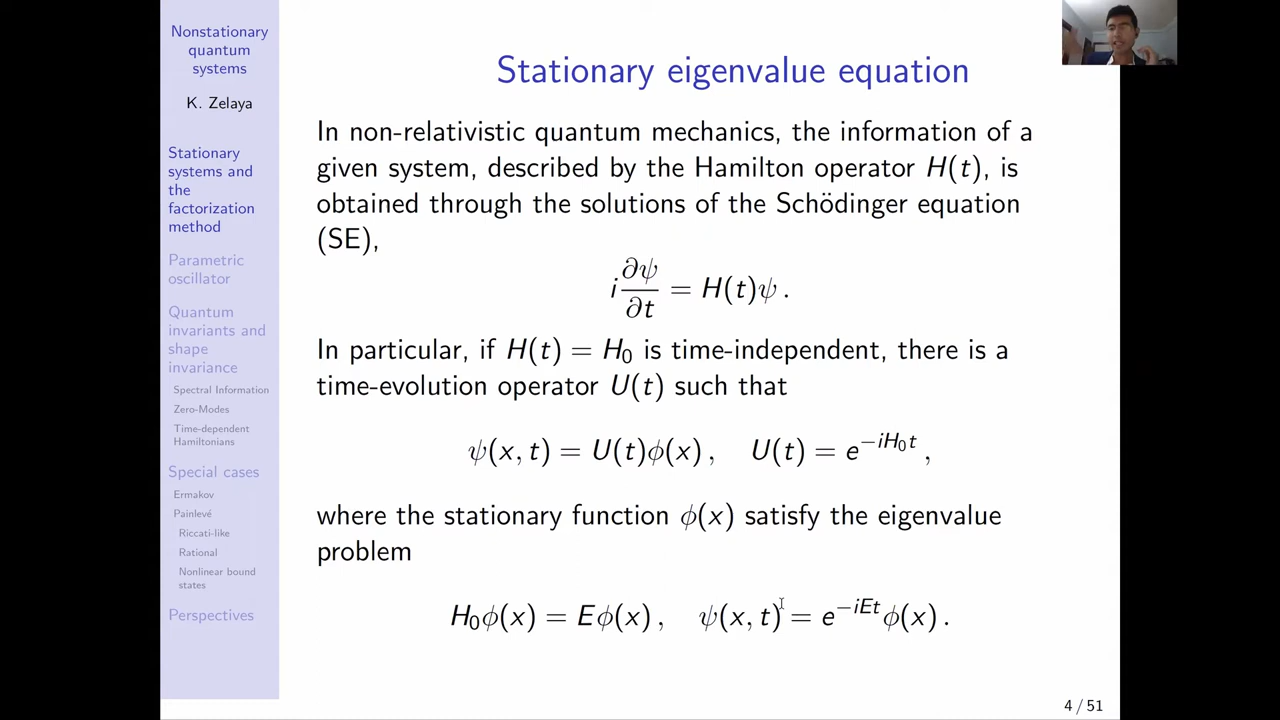 Nonstationary
quantum
systems
K. Zelaya
Stationary
systems and
the
factorization
method
Parametric
oscillator
Quantum
invariants and
shape
invariance
Spectral Information
Zero-Modes
Time-dependent
Hamiltonians
Special cases
Ermakov
Painlevé
Riccati-like
Rational
Nonlinear bound
states
Perspectives
Stationary eigenvalue equation
In non-relativistic quantum mechanics, the information of a
given system, described by the Hamilton operator H(t), is
obtained through the solutions of the Schödinger equation
(SE),
i ∂ψ/∂t = H(t)ψ .
In particular, if H(t) = H₀ is time-independent, there is a
time-evolution operator U(t) such that
ψ(x, t) = U(t)ϕ(x) , U(t) = e^{−iH₀t} ,
where the stationary function ϕ(x) satisfy the eigenvalue
problem
H₀ϕ(x) = Eϕ(x) , ψ(x, t) = e^{−iEt}ϕ(x) .
4 / 51